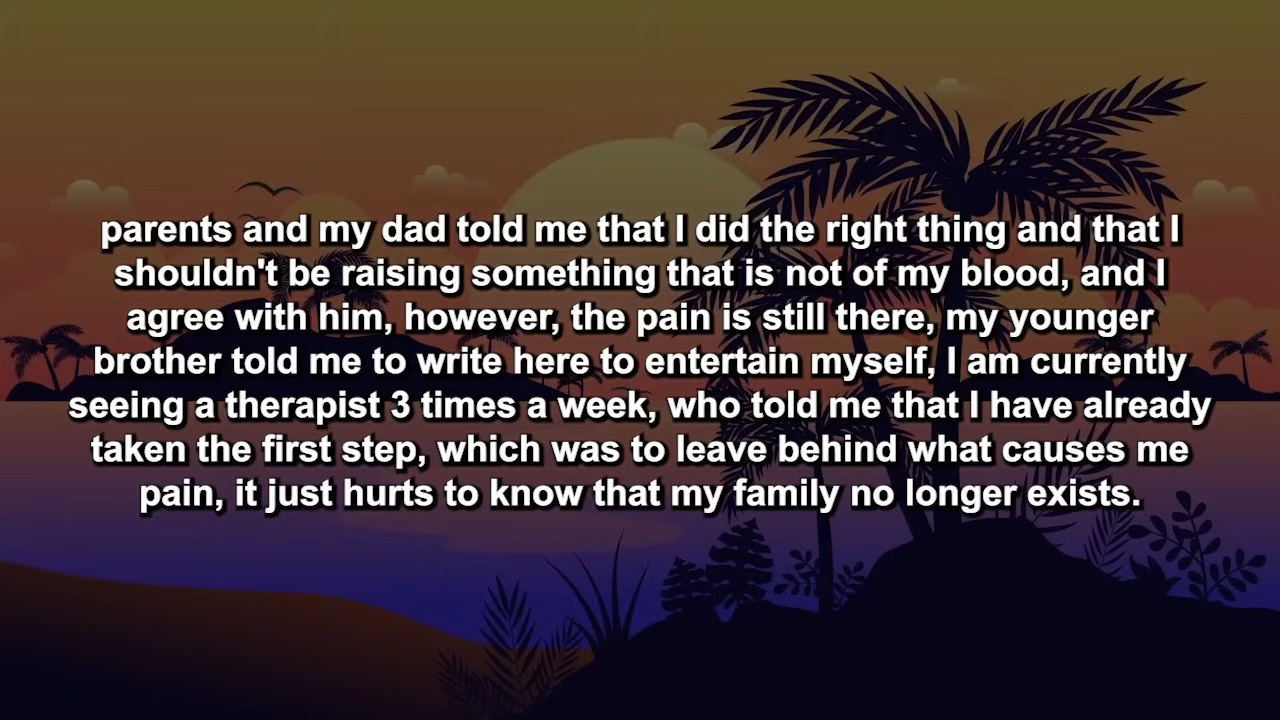 parents and my dad told me that I did the right thing and that I
shouldn't be raising something that is not of my blood, and I
agree with him, however, the pain is still there, my younger
brother told me to write here to entertain myself, I am currently
seeing a therapist 3 times a week, who told me that I have already
taken the first step, which was to leave behind what causes me
pain, it just hurts to know that my family no longer exists.